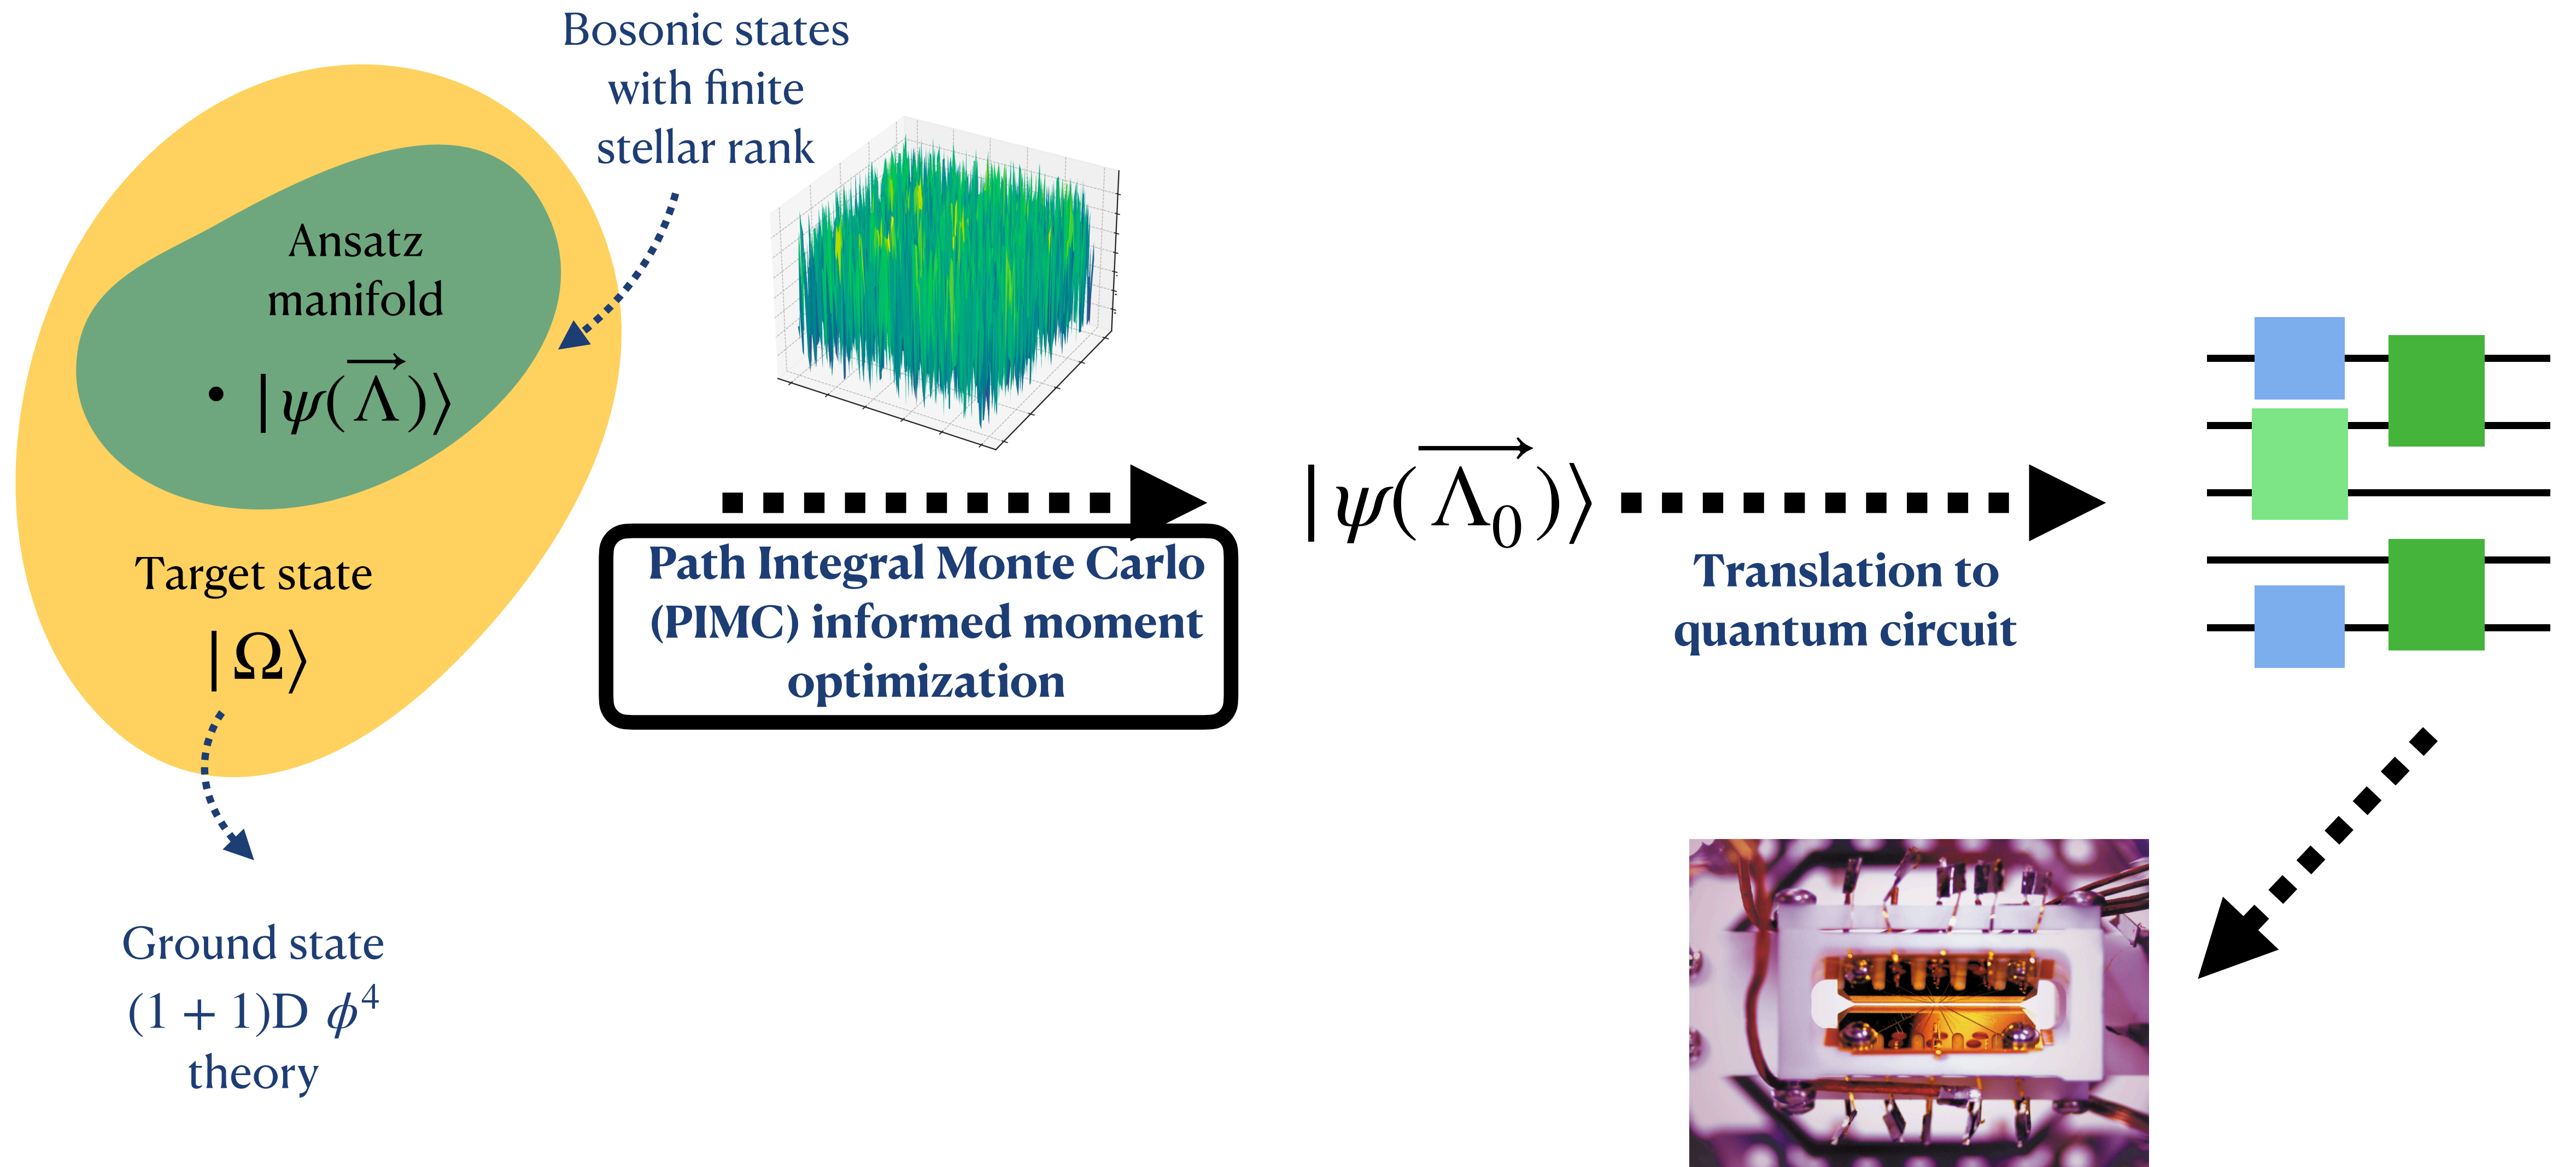 Bosonic states
with finite
stellar rank
Ansatz
manifold
• |ψ(Λ⃗)⟩
Target state
|Ω⟩
Ground state
(1 + 1)D ϕ⁴
theory
Path Integral Monte Carlo
(PIMC) informed moment
optimization
|ψ(Λ⃗₀)⟩
Translation to
quantum circuit